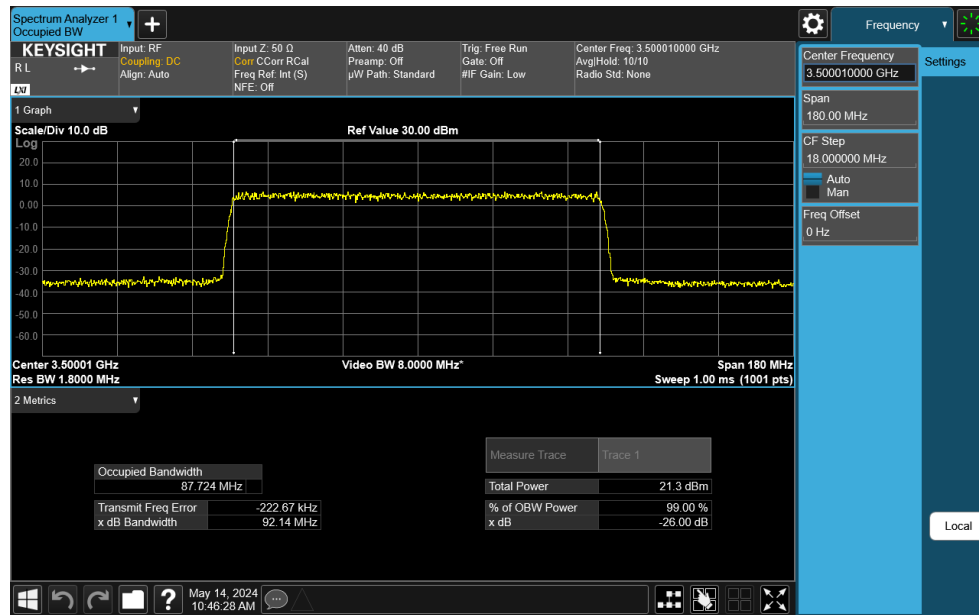 Spectrum Analyzer 1
Occupied BW
KEYSIGHT
R L
LXI
Input: RF
Coupling: DC
Align: Auto
Input Z: 50 Ω
Corr CCorr RCal
Freq Ref: Int (S)
NFE: Off
Atten: 40 dB
Preamp: Off
µW Path: Standard
Trig: Free Run
Gate: Off
#IF Gain: Low
Center Freq: 3.500010000 GHz
Avg|Hold: 10/10
Radio Std: None
1 Graph
Scale/Div 10.0 dB
Ref Value 30.00 dBm
Log
20.0
10.0
0.00
-10.0
-20.0
-30.0
-40.0
-50.0
-60.0
Center 3.50001 GHz
Video BW 8.0000 MHz*
Span 180 MHz
Res BW 1.8000 MHz
Sweep 1.00 ms (1001 pts)
2 Metrics
Occupied Bandwidth
87.724 MHz
Transmit Freq Error -222.67 kHz
x dB Bandwidth 92.14 MHz
Measure Trace Trace 1
Total Power 21.3 dBm
% of OBW Power 99.00 %
x dB -26.00 dB
May 14, 2024
10:46:28 AM
Frequency
Center Frequency
3.500010000 GHz
Span
180.00 MHz
CF Step
18.000000 MHz
Auto
Man
Freq Offset
0 Hz
Settings
Local